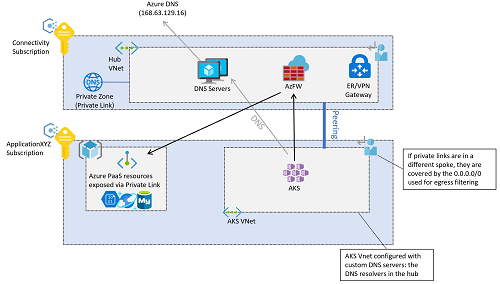 Azure DNS
(168.63.129.16)
Connectivity
Subscription
Hub
VNet
DNS
Private Zone
(Private Link)
DNS Servers
AzFW
ER/VPN
Gateway
DNS
Peering
ApplicationXYZ
Subscription
Azure PaaS resources
exposed via Private Link
My
AKS
AKS VNet
If private links are in a
different spoke, they are
covered by the 0.0.0.0/0
used for egress filtering
AKS Vnet configured with
custom DNS servers: the
DNS resolvers in the hub